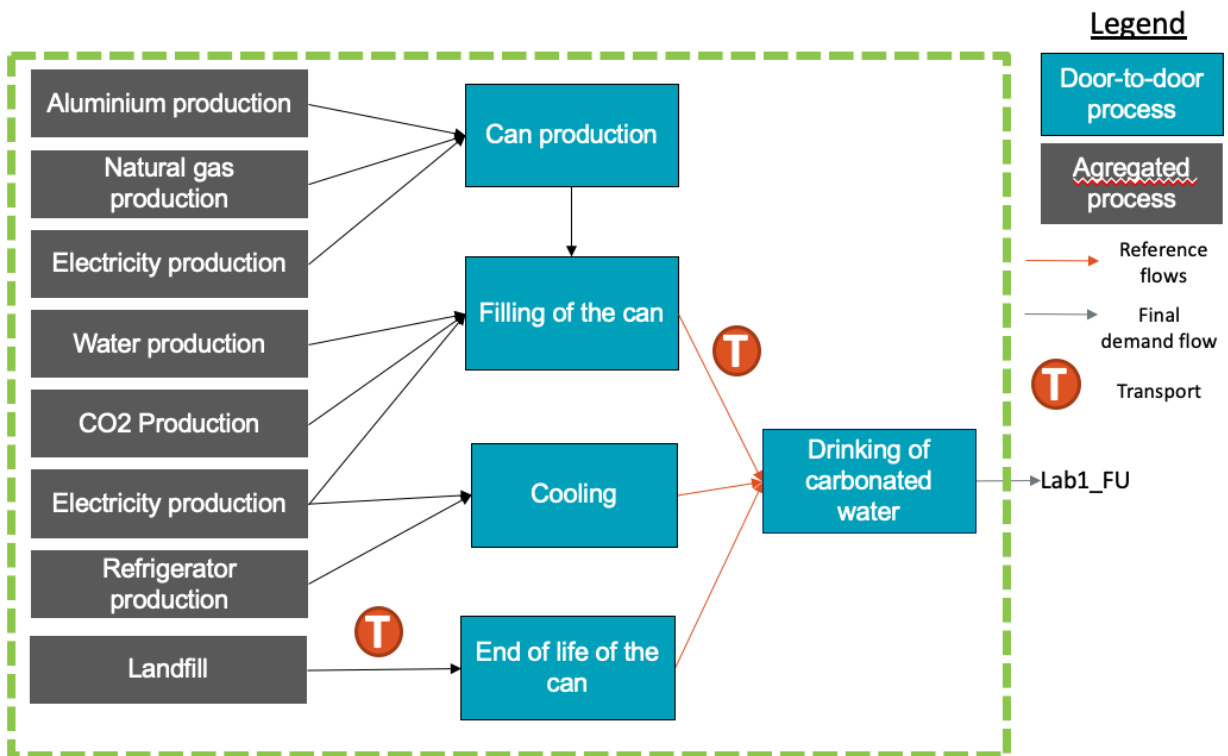 Legend
Door-to-door
process
Agregated
process
Reference
flows
Final
demand flow
T
Transport
Aluminium production
Natural gas
production
Electricity production
Water production
CO2 Production
Electricity production
Refrigerator
production
Landfill
Can production
Filling of the can
T
Cooling
T
End of life of the
can
Drinking of
carbonated
water
Lab1_FU